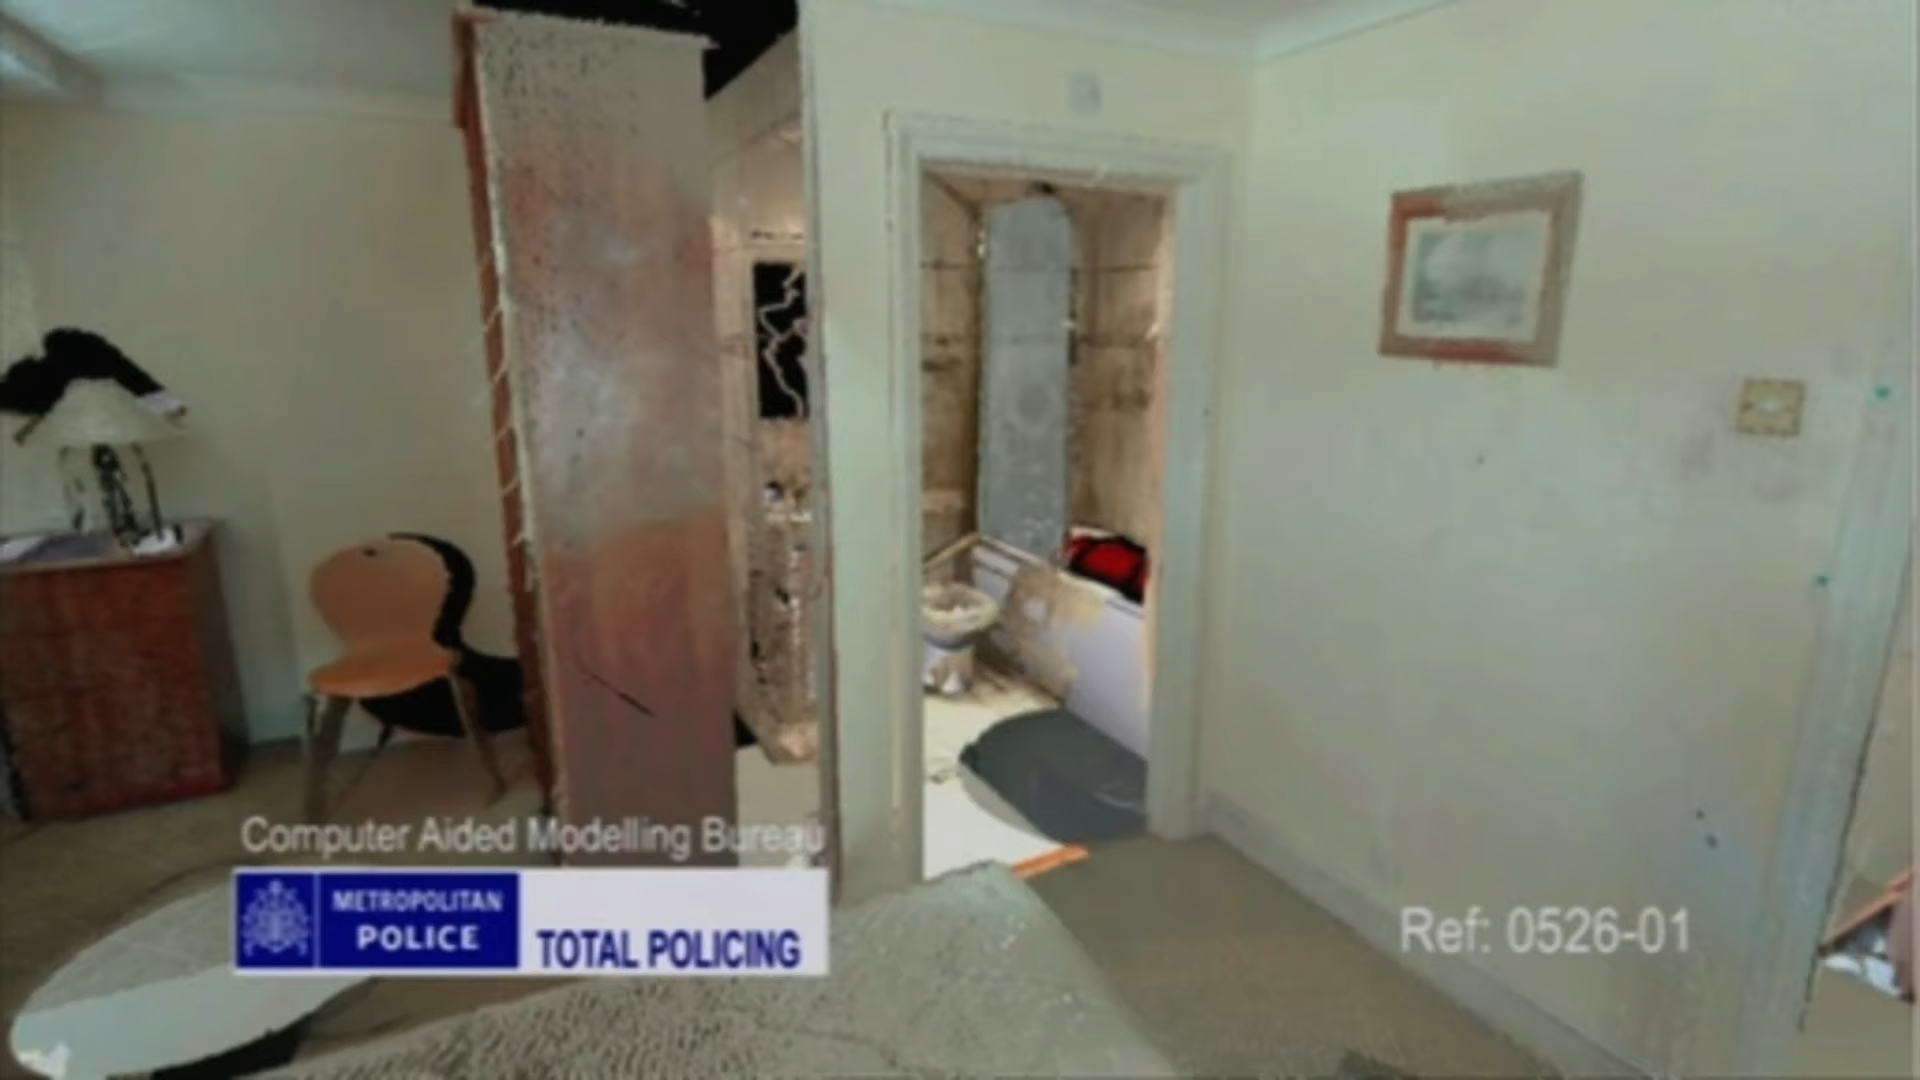 Computer Aided Modelling Bureau
METROPOLITAN
POLICE
TOTAL POLICING
Ref: 0526-01